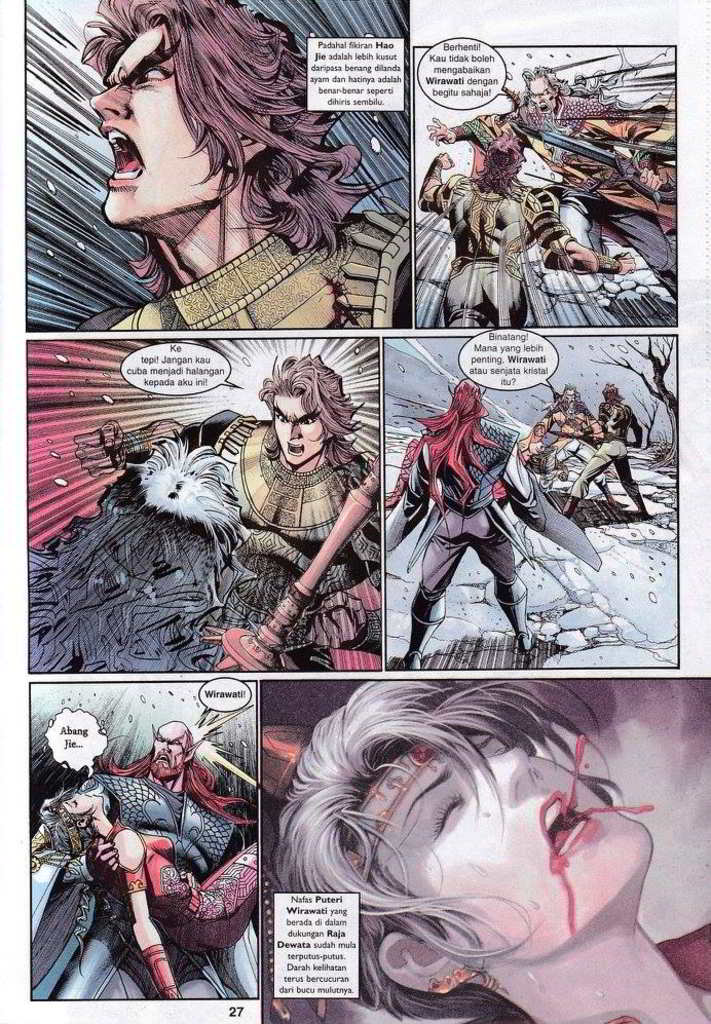 Padahal fikiran Hao
Jie adalah lebih kusut
daripasa benang dilanda
ayam dan hatinya adalah
benar-benar seperti
dihiris sembilu.
Berhenti!
Kau tidak boleh
mengabaikan
Wirawati dengan
begitu sahaja!
Ke
tepi! Jangan kau
cuba menjadi halangan
kepada aku ini!
Binatang!
Mana yang lebih
penting, Wirawati
atau senjata kristal
itu?
Wirawati!
Abang
Jie...
Nafas Puteri
Wirawati yang
berada di dalam
dukungan Raja
Dewata sudah mula
terputus-putus.
Darah kelihatan
terus bercucuran
dari bucu mulutnya.
27